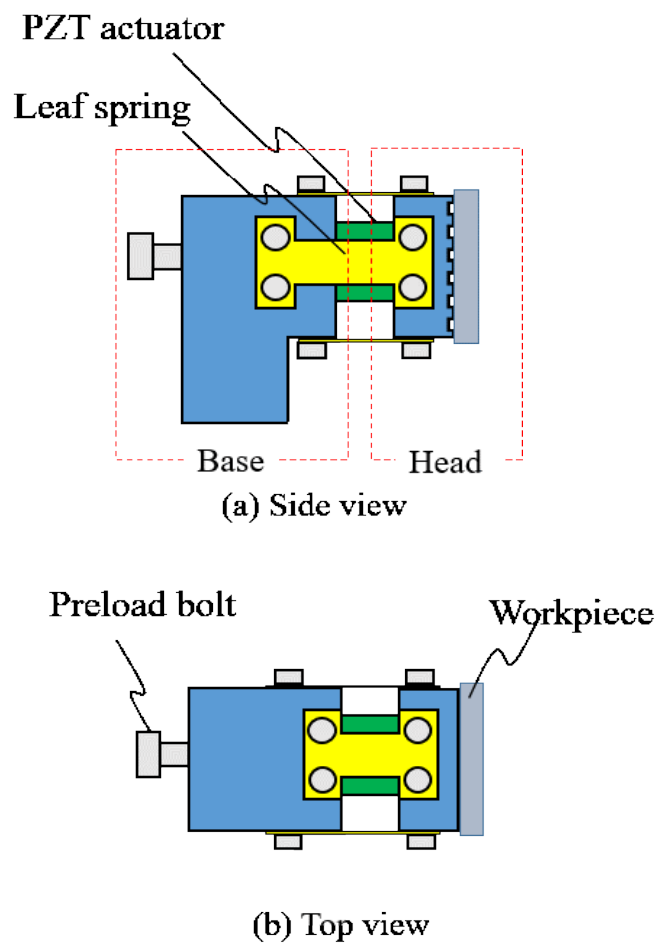 PZT actuator
Leaf spring
Base
Head
(a) Side view
Preload bolt
Workpiece
(b) Top view